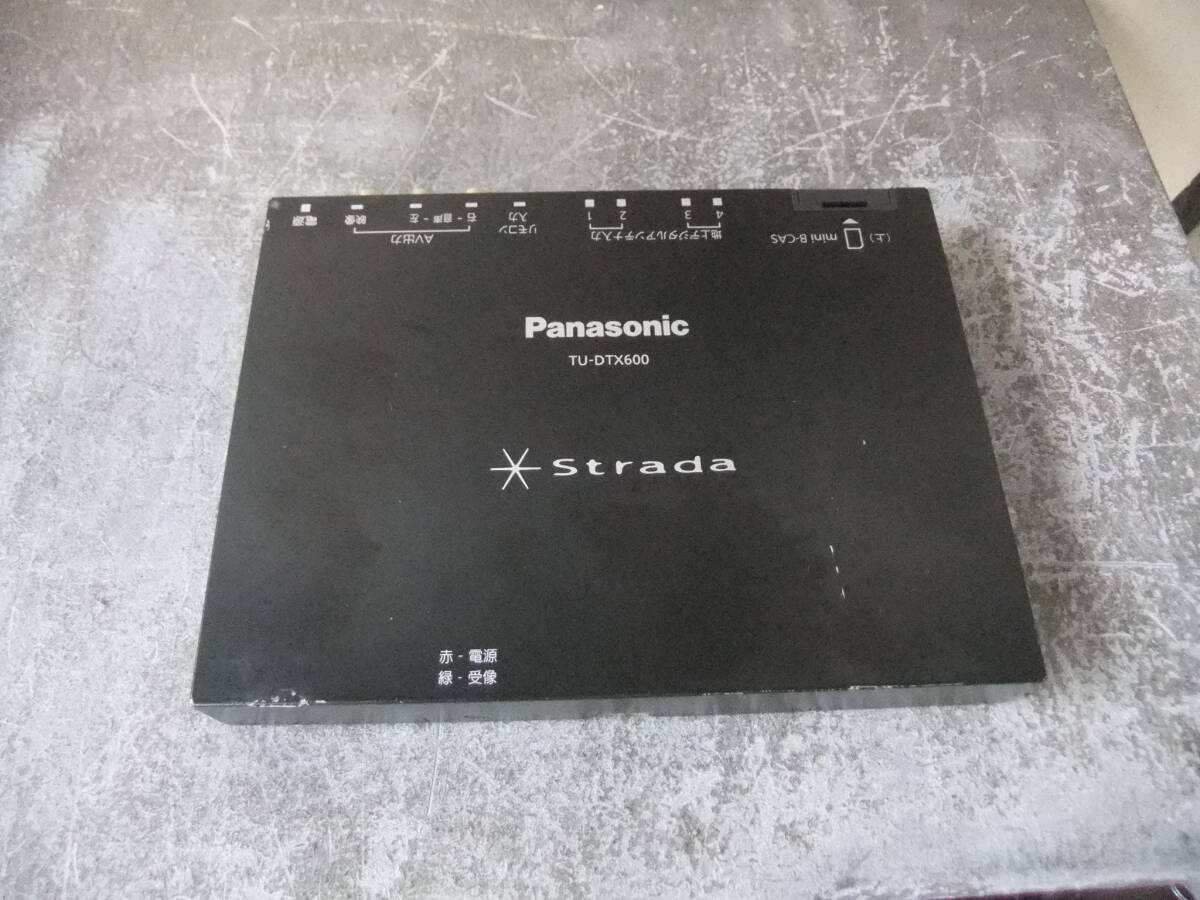 電源
映像
右 - 音声 - 左
AV出力
リモコン
入力
1 2 3 4
地上デジタルアンテナ入力
(上) mini B-CAS
Panasonic
TU-DTX600
Strada
赤 - 電源
緑 - 受像